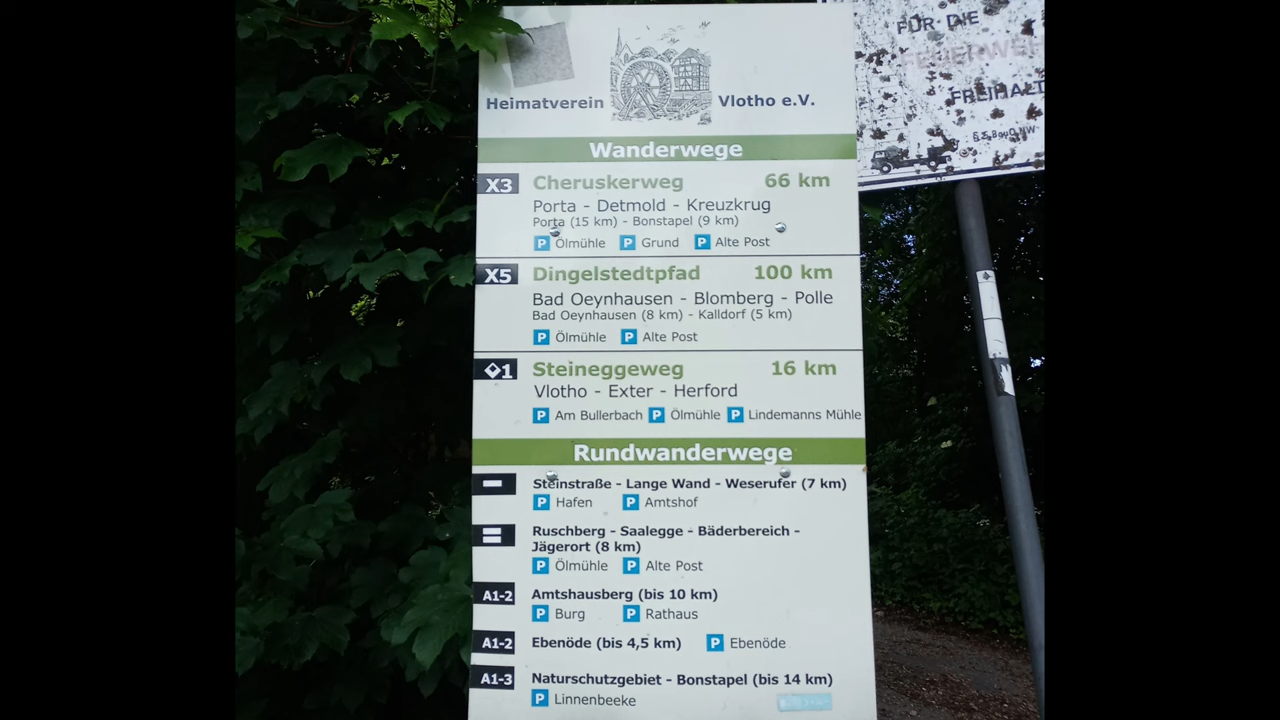 Heimatverein Vlotho e.V.
Wanderwege
X3 Cheruskerweg 66 km
Porta - Detmold - Kreuzkrug
Porta (15 km) - Bonstapel (9 km)
P Ölmühle P Grund P Alte Post
X5 Dingelstedtpfad 100 km
Bad Oeynhausen - Blomberg - Polle
Bad Oeynhausen (8 km) - Kalldorf (5 km)
P Ölmühle P Alte Post
1 Steineggeweg 16 km
Vlotho - Exter - Herford
P Am Bullerbach P Ölmühle P Lindemanns Mühle
Rundwanderwege
Steinstraße - Lange Wand - Weserufer (7 km)
P Hafen P Amtshof
Ruschberg - Saalegge - Bäderbereich -
Jägerort (8 km)
P Ölmühle P Alte Post
A1-2 Amtshausberg (bis 10 km)
P Burg P Rathaus
A1-2 Ebenöde (bis 4,5 km) P Ebenöde
A1-3 Naturschutzgebiet - Bonstapel (bis 14 km)
P Linnenbeeke
FÜR DIE
FEUERWEH
FREIHALT